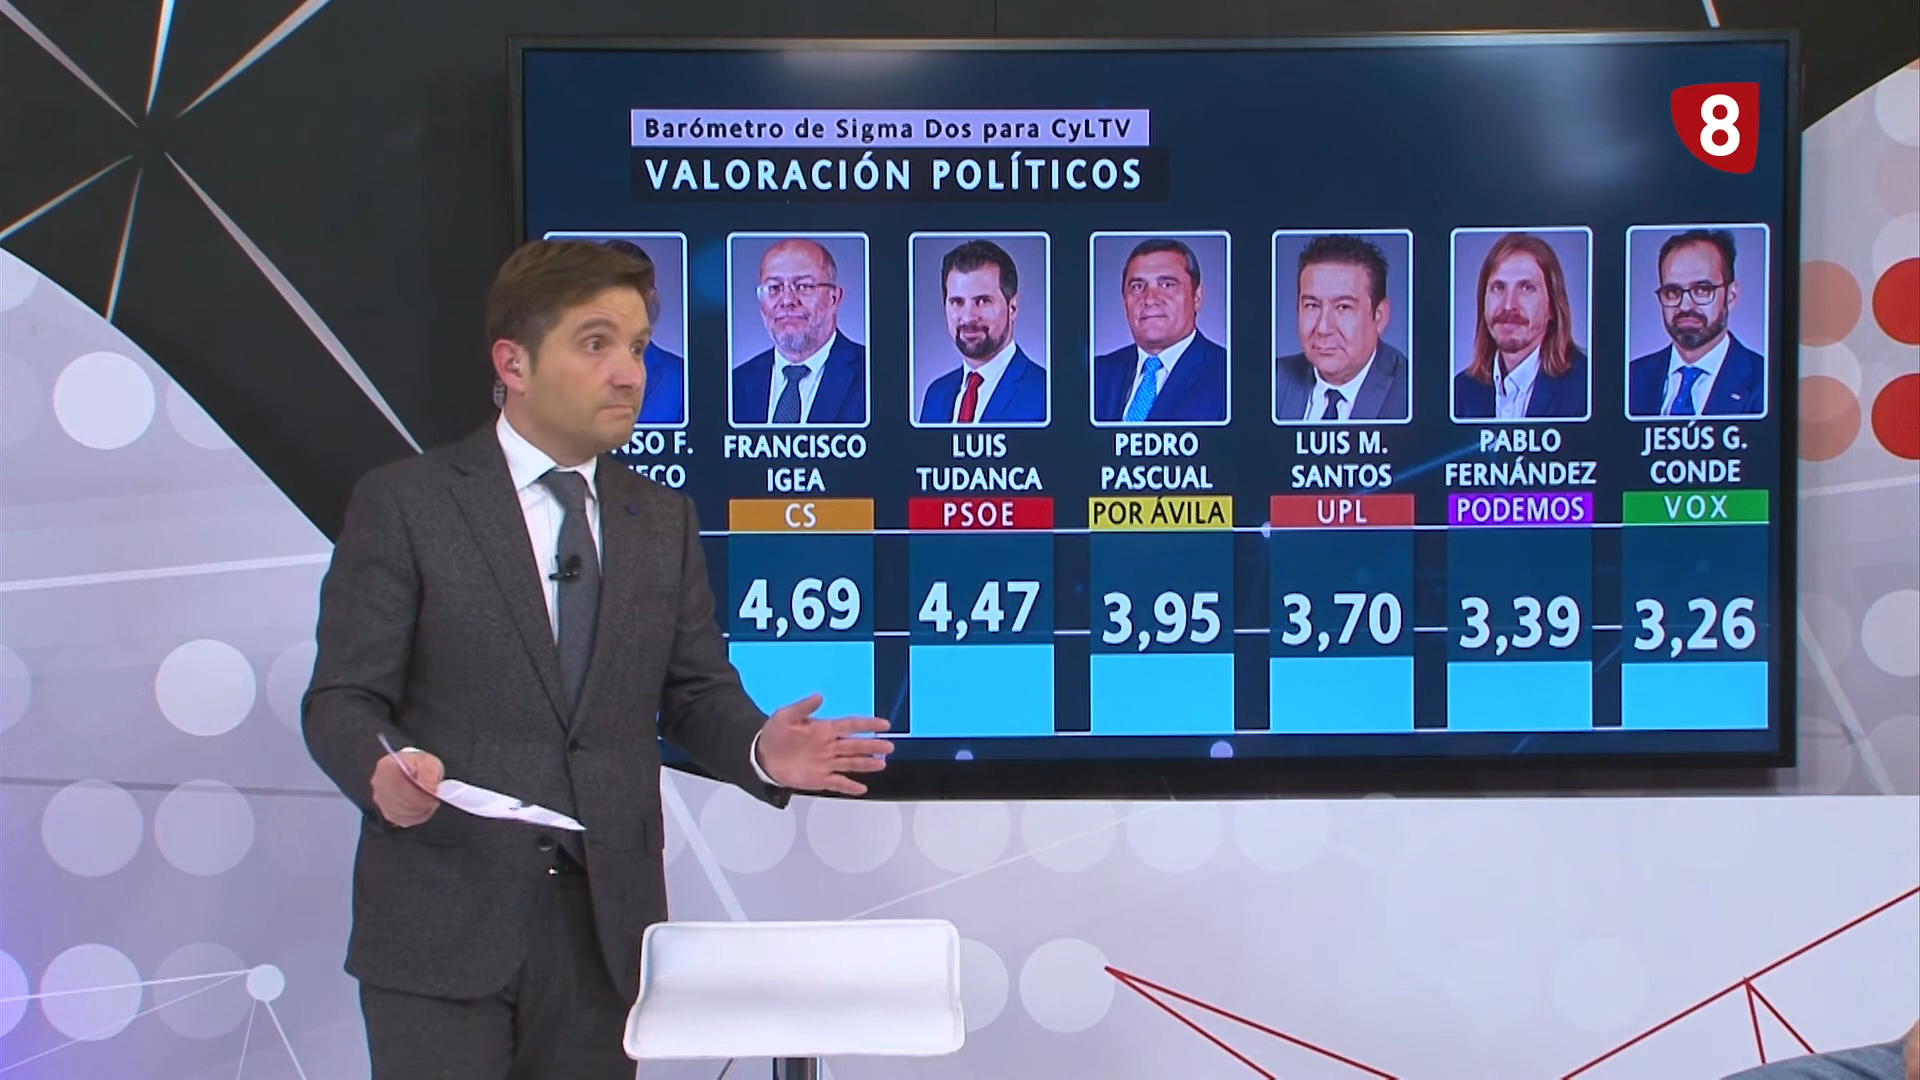 8
Barómetro de Sigma Dos para CyLTV
VALORACIÓN POLÍTICOS
NSO F.
ECO
FRANCISCO
IGEA
CS
4,69
LUIS
TUDANCA
PSOE
4,47
PEDRO
PASCUAL
POR ÁVILA
3,95
LUIS M.
SANTOS
UPL
3,70
PABLO
FERNÁNDEZ
PODEMOS
3,39
JESÚS G.
CONDE
VOX
3,26